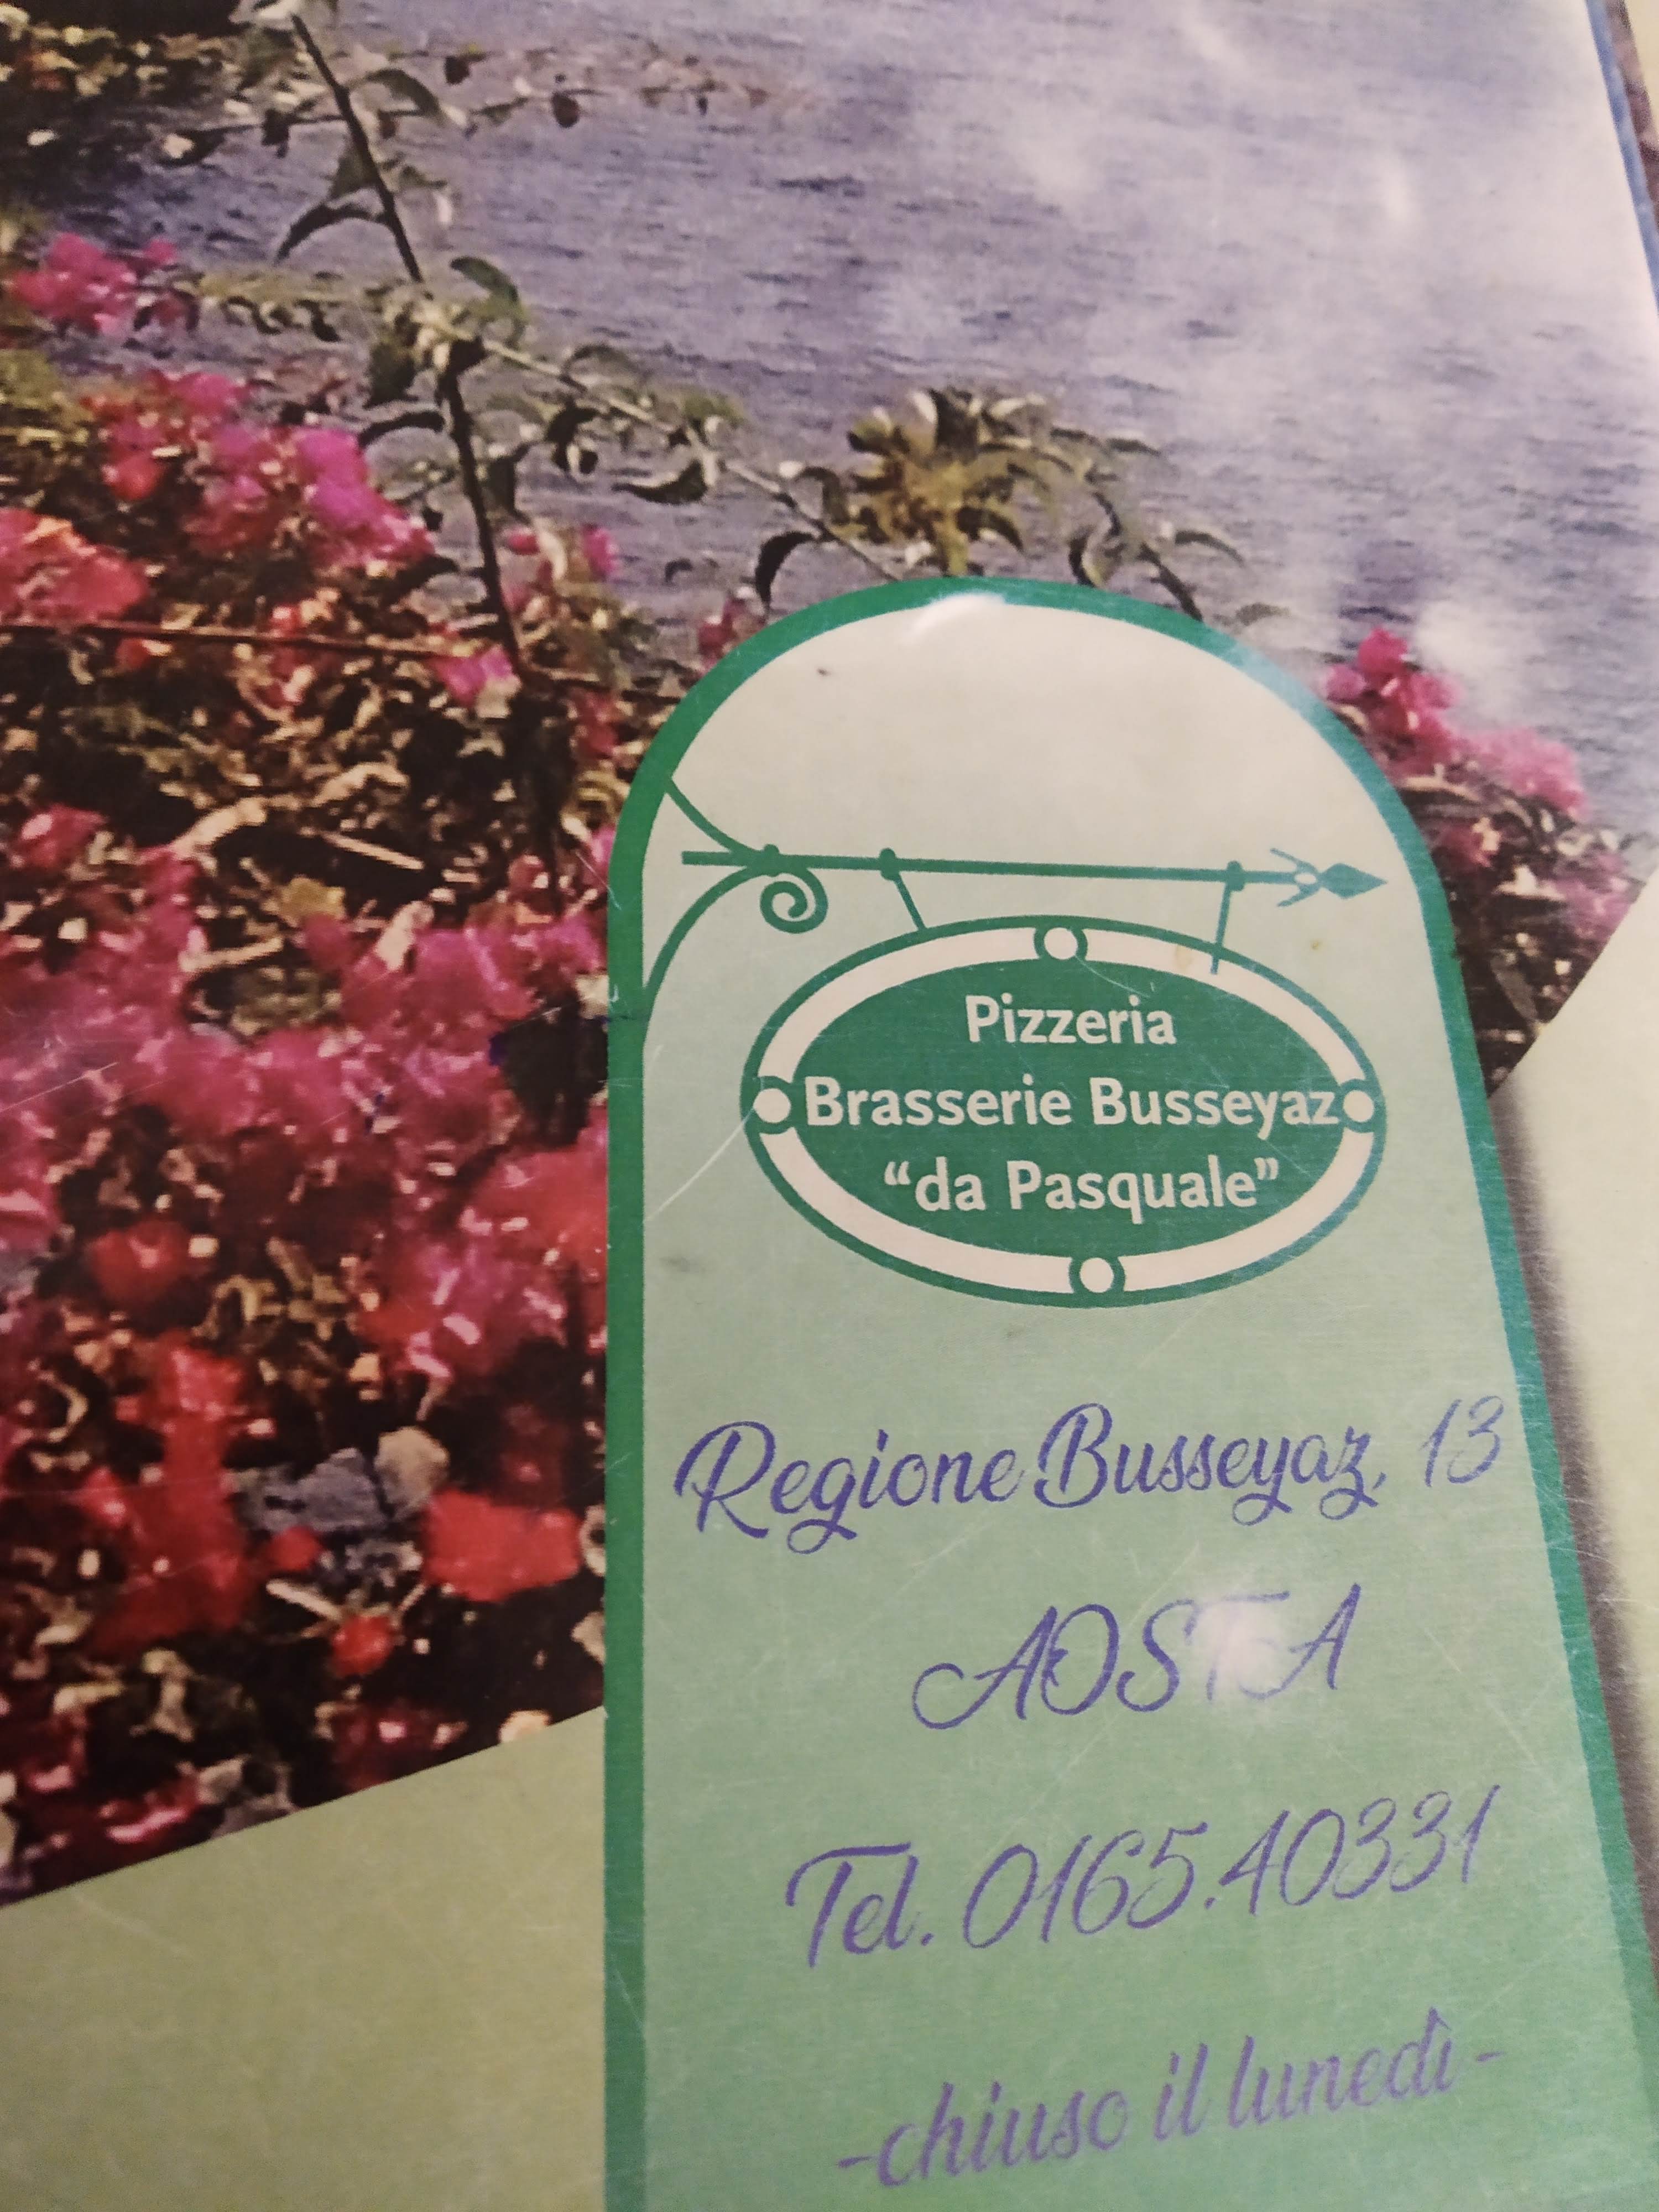 Pizzeria
Brasserie Busseyaz
“da Pasquale”
Regione Busseyaz, 13
AOSTA
Tel. 0165.40331
-chiuso il lunedì-